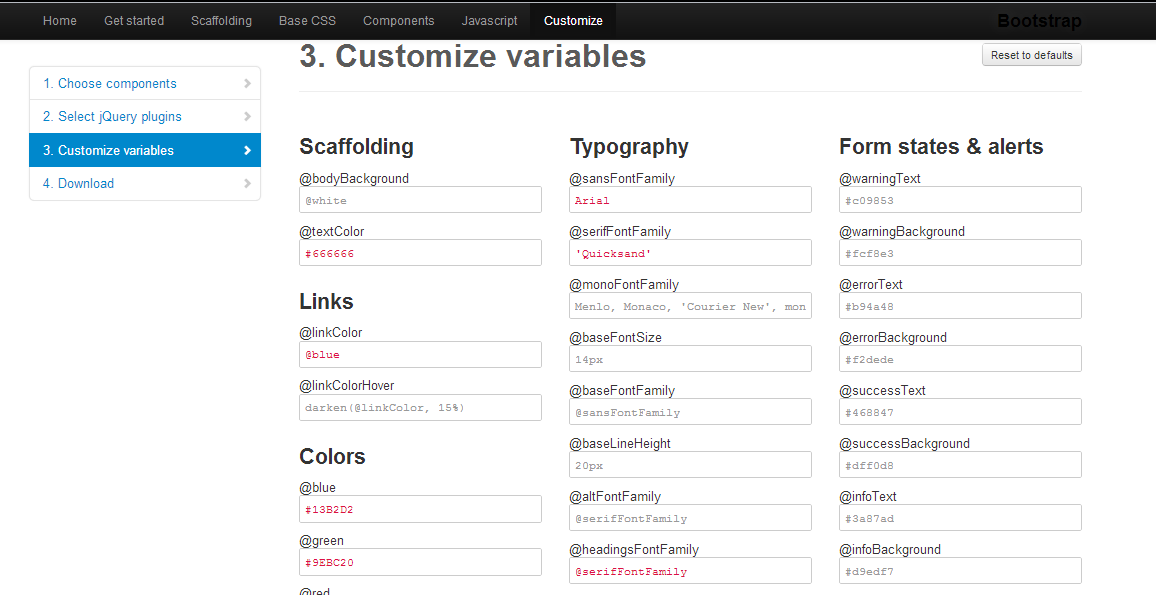 Home Get started Scaffolding Base CSS Components Javascript Customize Bootstrap
3. Customize variables
Reset to defaults
1. Choose components
2. Select jQuery plugins
3. Customize variables
4. Download
Scaffolding
@bodyBackground
@white
@textColor
#666666
Links
@linkColor
@blue
@linkColorHover
darken(@linkColor, 15%)
Colors
@blue
#13B2D2
@green
#9EBC20
@red
Typography
@sansFontFamily
Arial
@serifFontFamily
'Quicksand'
@monoFontFamily
Menlo, Monaco, 'Courier New', mon
@baseFontSize
14px
@baseFontFamily
@sansFontFamily
@baseLineHeight
20px
@altFontFamily
@serifFontFamily
@headingsFontFamily
@serifFontFamily
Form states & alerts
@warningText
#c09853
@warningBackground
#fcf8e3
@errorText
#b94a48
@errorBackground
#f2dede
@successText
#468847
@successBackground
#dff0d8
@infoText
#3a87ad
@infoBackground
#d9edf7